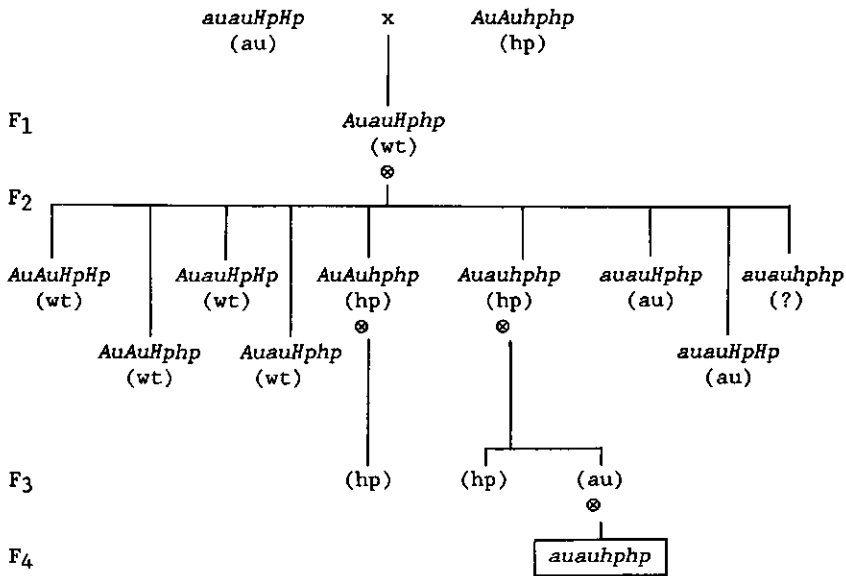 auauHpHp x AuAuhphp
(au) (hp)
F1 AuauHphp
(wt)
⊗
F2
AuAuHpHp AuauHpHp AuAuhphp Auauhphp auauHphp auauhphp
(wt) (wt) (hp) (hp) (au) (?)
⊗ ⊗
AuAuHphp AuauHphp auauHpHp
(wt) (wt) (au)
F3 (hp) (hp) (au)
⊗
F4 auauhphp